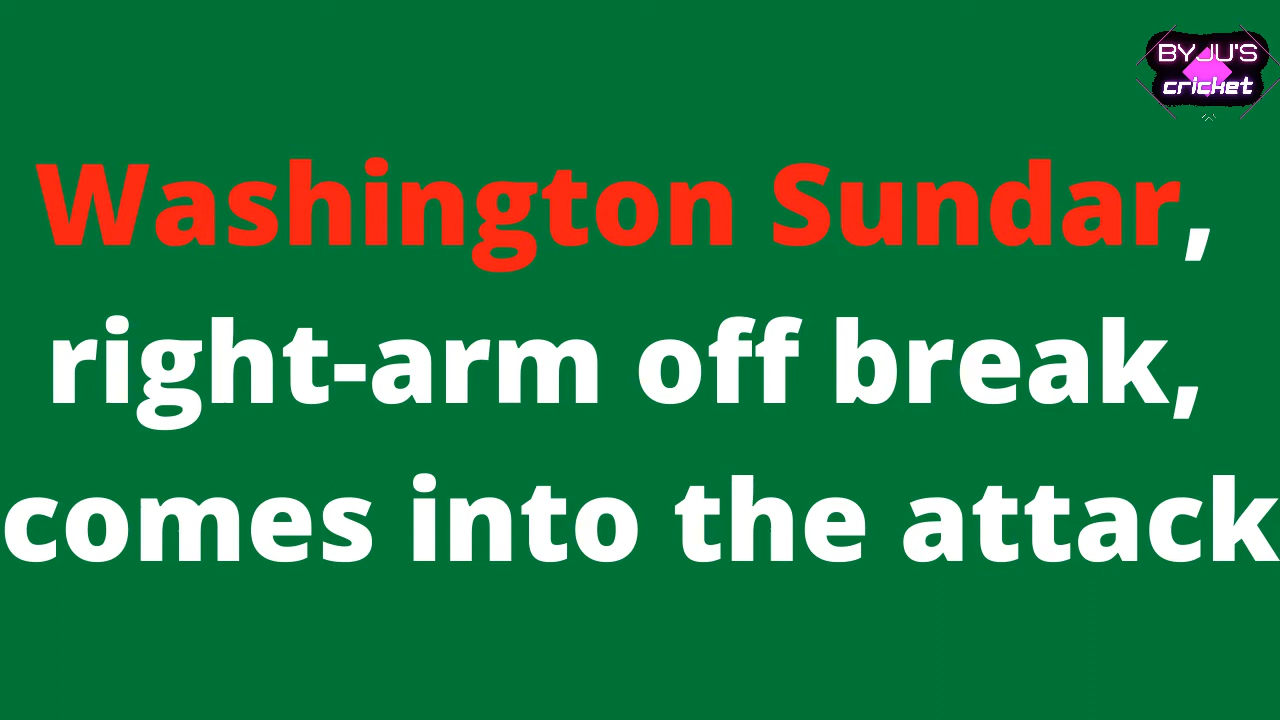 BYJU'S
cricket
Washington Sundar,
right-arm off break,
comes into the attack